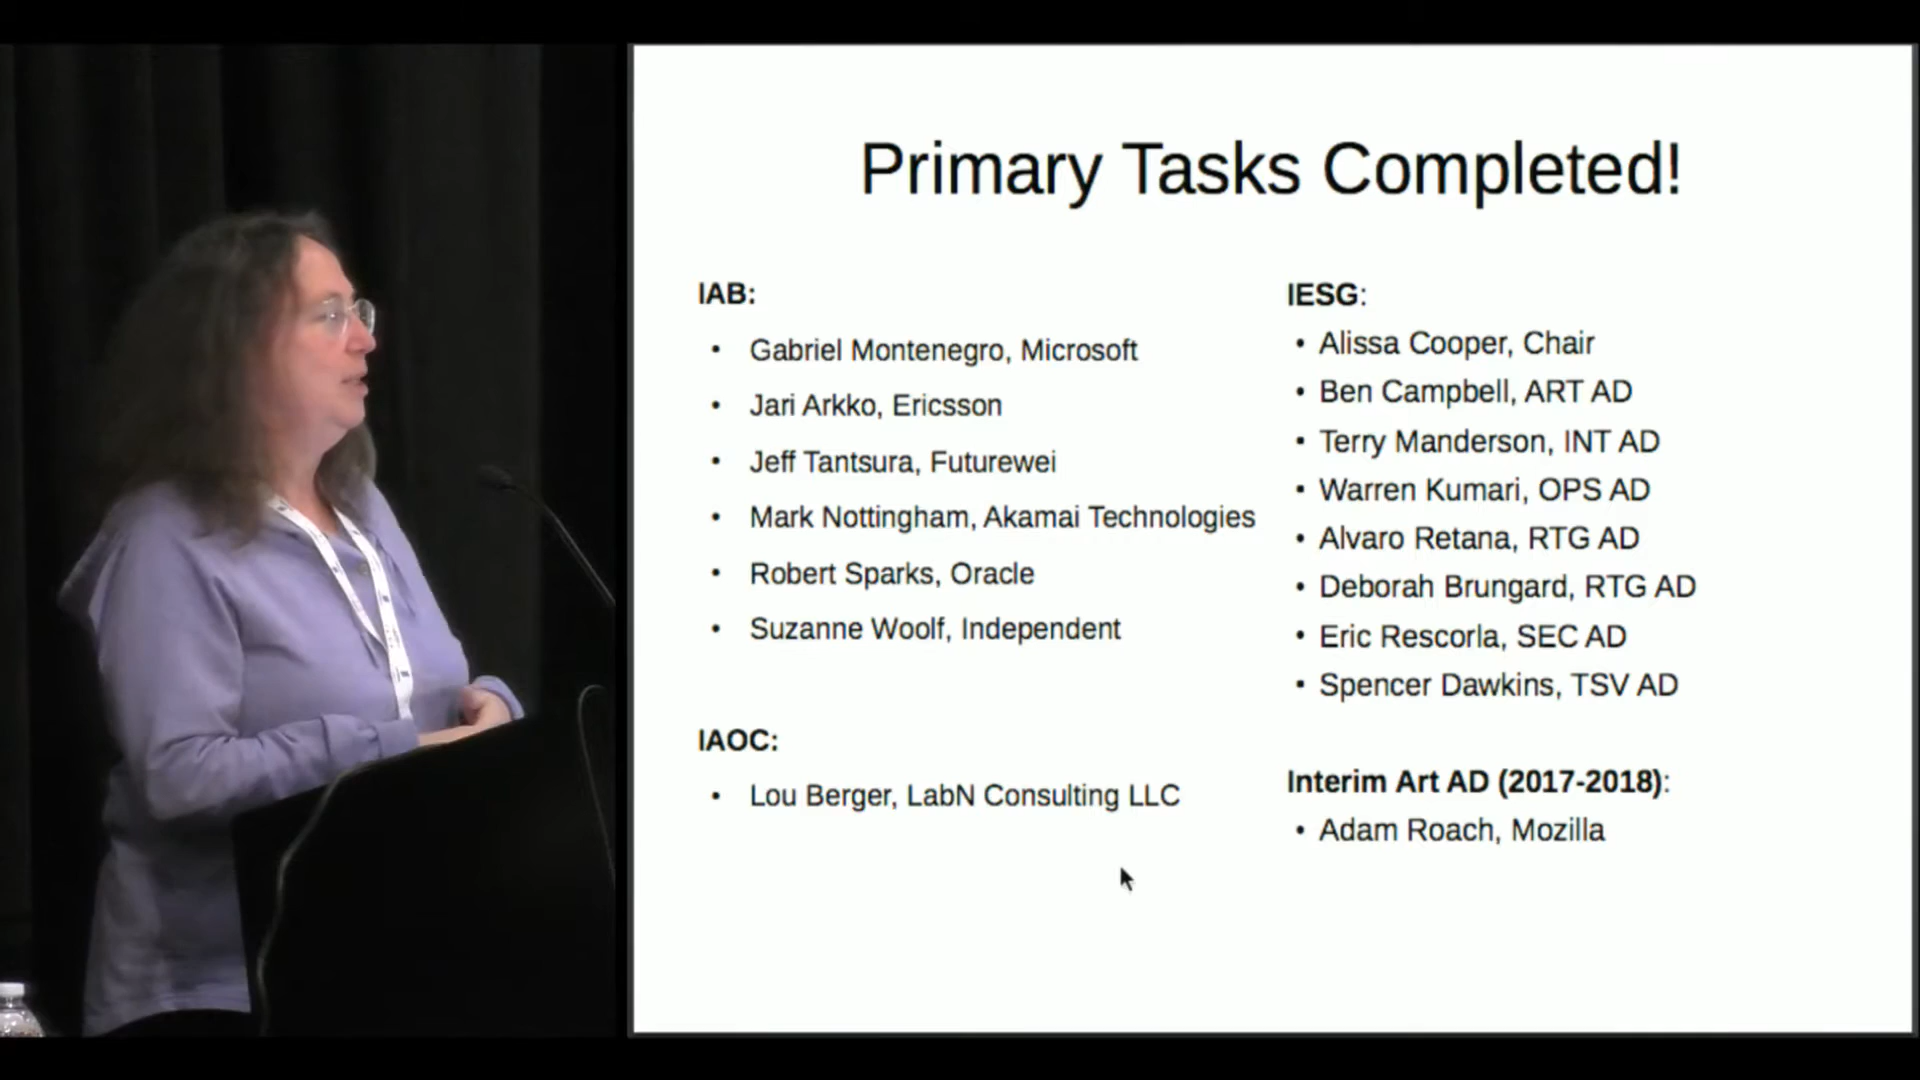 Primary Tasks Completed!
IAB:
• Gabriel Montenegro, Microsoft
• Jari Arkko, Ericsson
• Jeff Tantsura, Futurewei
• Mark Nottingham, Akamai Technologies
• Robert Sparks, Oracle
• Suzanne Woolf, Independent
IAOC:
• Lou Berger, LabN Consulting LLC
IESG:
• Alissa Cooper, Chair
• Ben Campbell, ART AD
• Terry Manderson, INT AD
• Warren Kumari, OPS AD
• Alvaro Retana, RTG AD
• Deborah Brungard, RTG AD
• Eric Rescorla, SEC AD
• Spencer Dawkins, TSV AD
Interim Art AD (2017-2018):
• Adam Roach, Mozilla